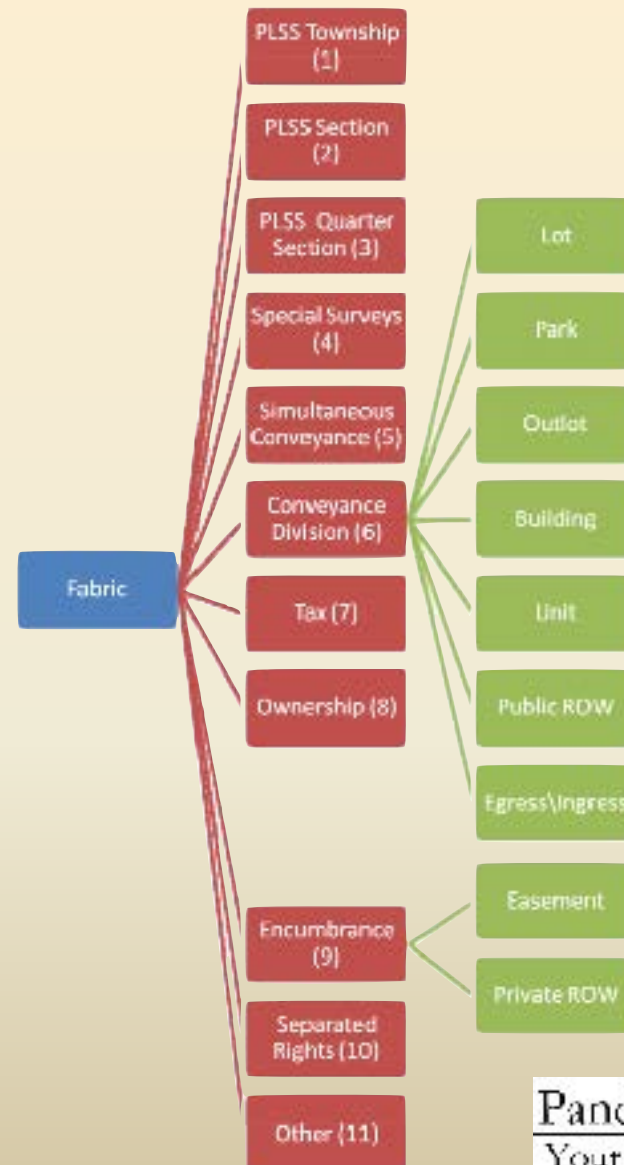 PLSS Township
(1)
PLSS Section
(2)
PLSS Quarter
Section (3)
Special Surveys
(4)
Simultaneous
Conveyance (5)
Conveyance
Division (6)
Tax (7)
Ownership (8)
Encumbrance
(9)
Separated
Rights (10)
Other (11)
Fabric
Lot
Park
Outlot
Building
Unit
Public ROW
Egress\Ingress
Easement
Private ROW
Your